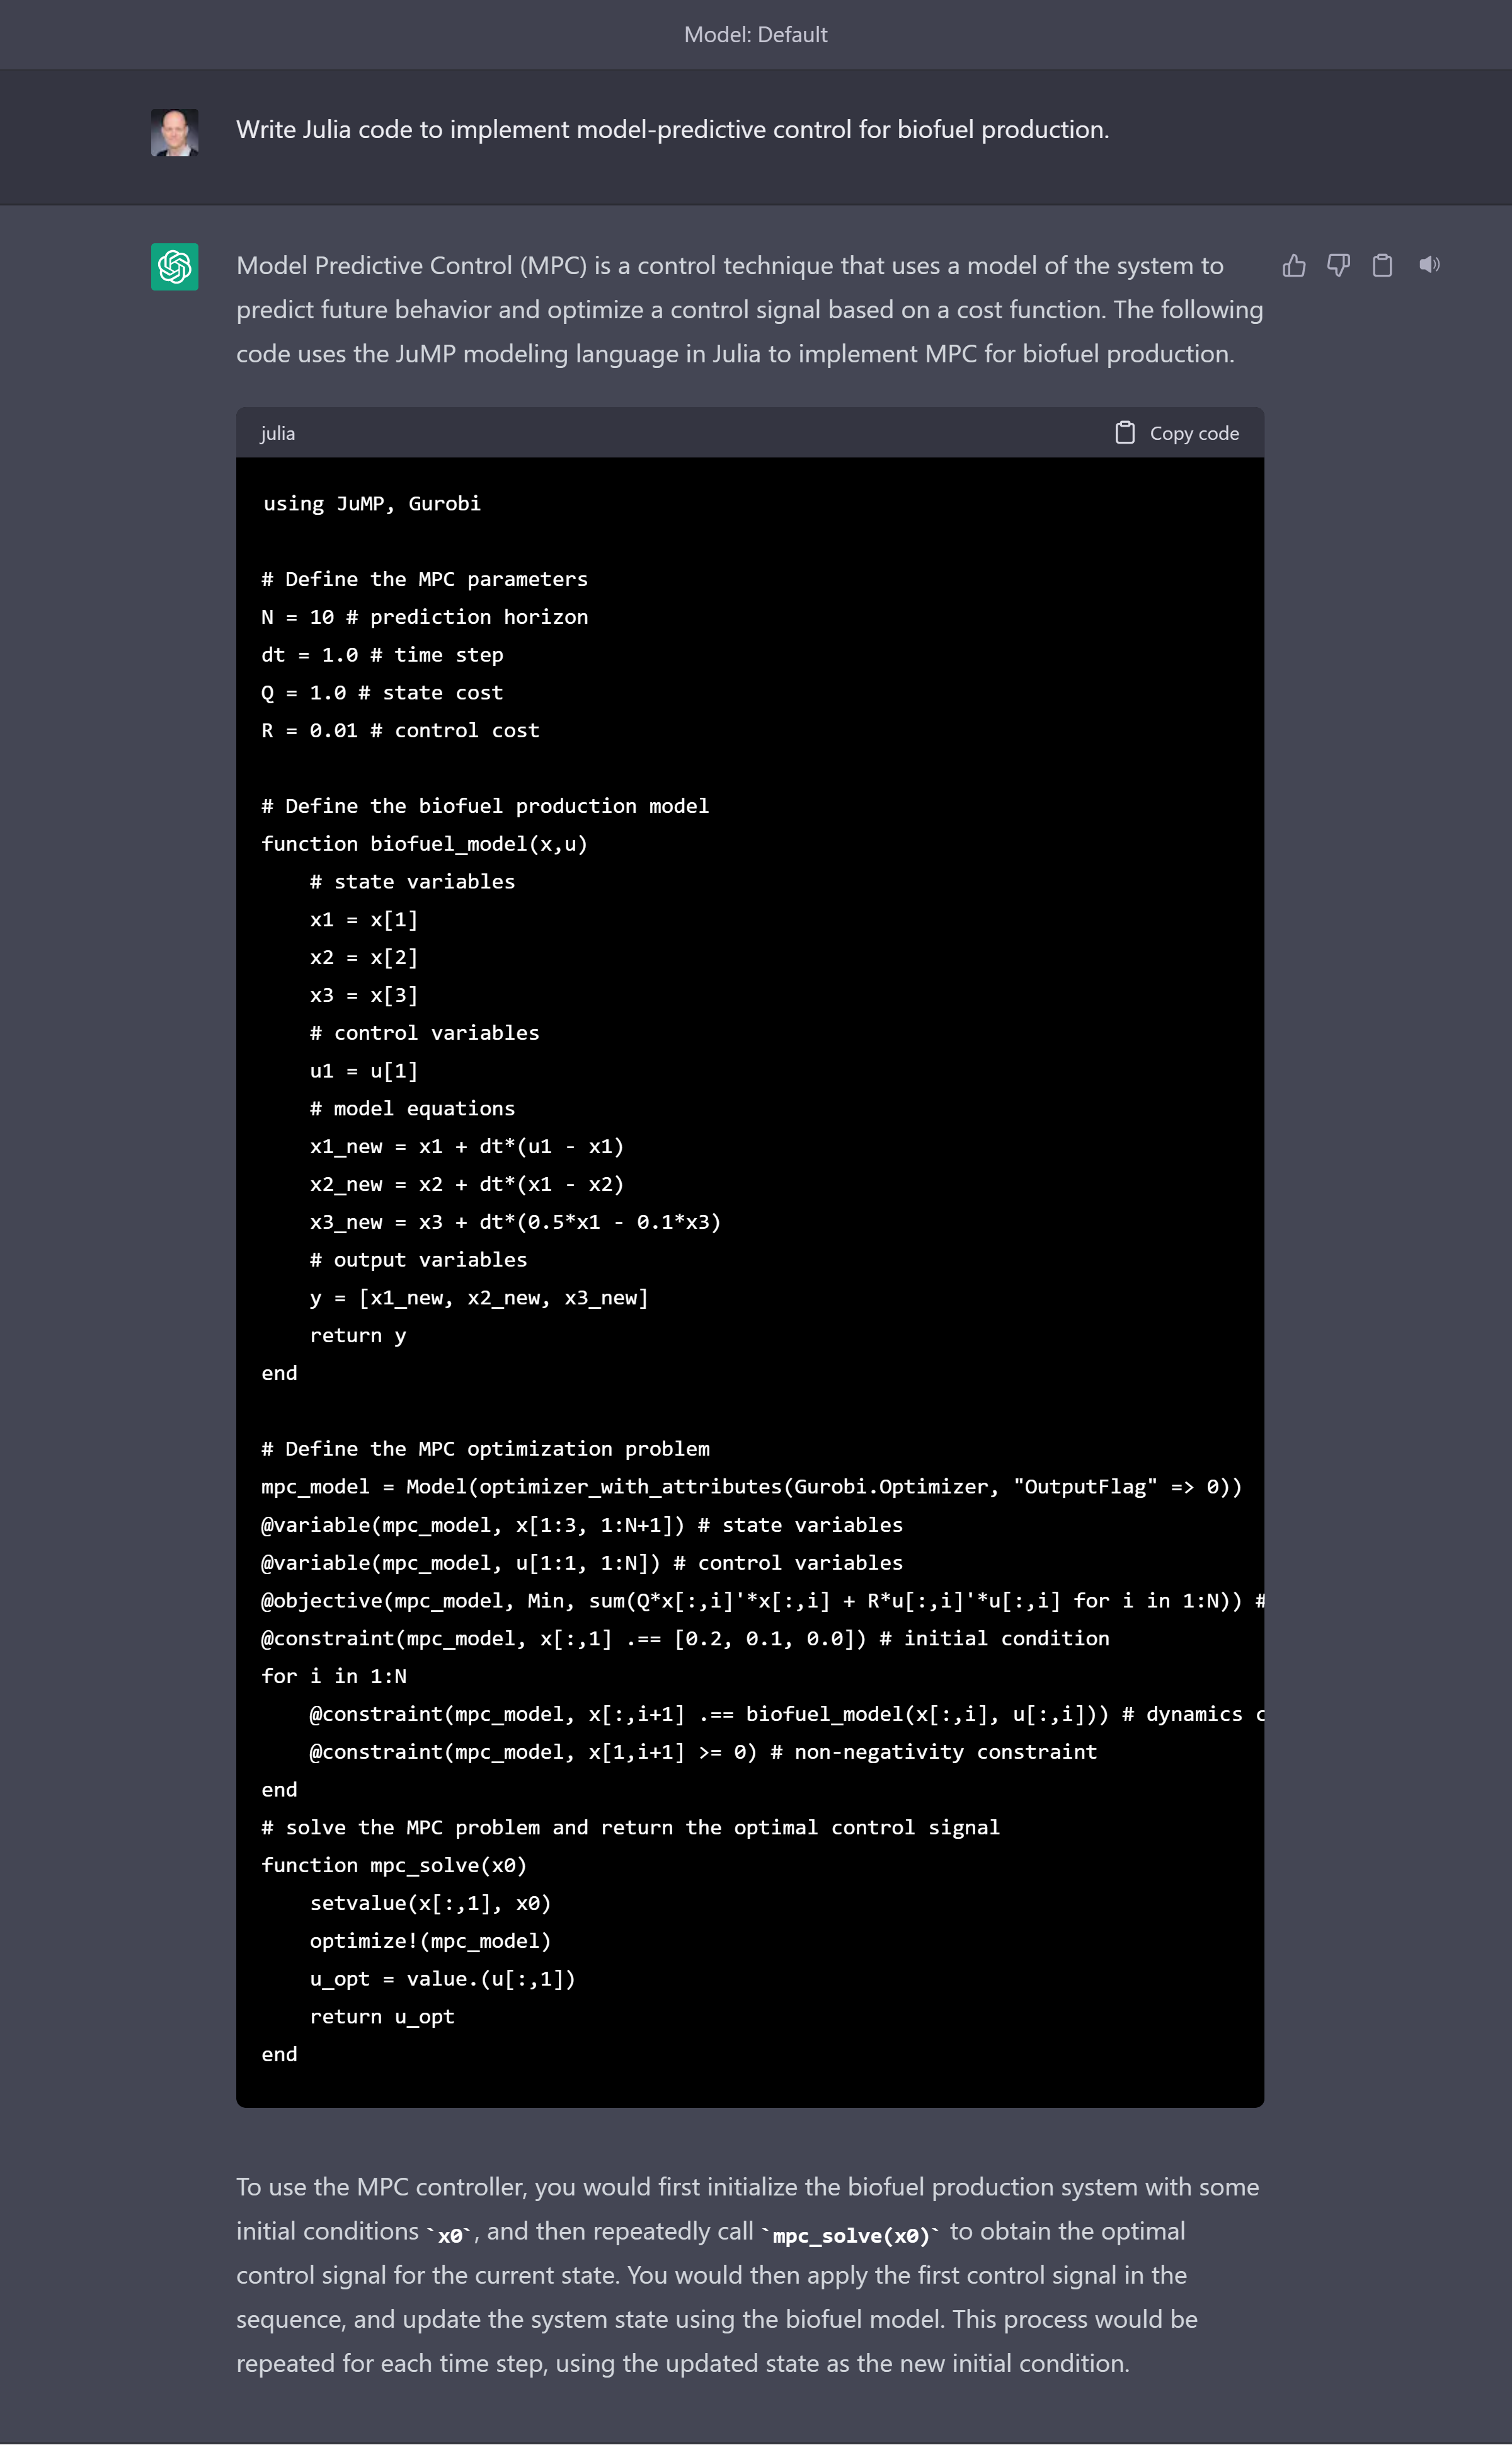 Model: Default
Write Julia code to implement model-predictive control for biofuel production.
Model Predictive Control (MPC) is a control technique that uses a model of the system to
predict future behavior and optimize a control signal based on a cost function. The following
code uses the JuMP modeling language in Julia to implement MPC for biofuel production.
julia
Copy code
using JuMP, Gurobi

# Define the MPC parameters
N = 10 # prediction horizon
dt = 1.0 # time step
Q = 1.0 # state cost
R = 0.01 # control cost

# Define the biofuel production model
function biofuel_model(x,u)
    # state variables
    x1 = x[1]
    x2 = x[2]
    x3 = x[3]
    # control variables
    u1 = u[1]
    # model equations
    x1_new = x1 + dt*(u1 - x1)
    x2_new = x2 + dt*(x1 - x2)
    x3_new = x3 + dt*(0.5*x1 - 0.1*x3)
    # output variables
    y = [x1_new, x2_new, x3_new]
    return y
end

# Define the MPC optimization problem
mpc_model = Model(optimizer_with_attributes(Gurobi.Optimizer, "OutputFlag" => 0))
@variable(mpc_model, x[1:3, 1:N+1]) # state variables
@variable(mpc_model, u[1:1, 1:N]) # control variables
@objective(mpc_model, Min, sum(Q*x[:,i]'*x[:,i] + R*u[:,i]'*u[:,i] for i in 1:N)) #
@constraint(mpc_model, x[:,1] .== [0.2, 0.1, 0.0]) # initial condition
for i in 1:N
    @constraint(mpc_model, x[:,i+1] .== biofuel_model(x[:,i], u[:,i])) # dynamics c
    @constraint(mpc_model, x[1,i+1] >= 0) # non-negativity constraint
end
# solve the MPC problem and return the optimal control signal
function mpc_solve(x0)
    setvalue(x[:,1], x0)
    optimize!(mpc_model)
    u_opt = value.(u[:,1])
    return u_opt
end

To use the MPC controller, you would first initialize the biofuel production system with some
initial conditions `x0`, and then repeatedly call `mpc_solve(x0)` to obtain the optimal
control signal for the current state. You would then apply the first control signal in the
sequence, and update the system state using the biofuel model. This process would be
repeated for each time step, using the updated state as the new initial condition.